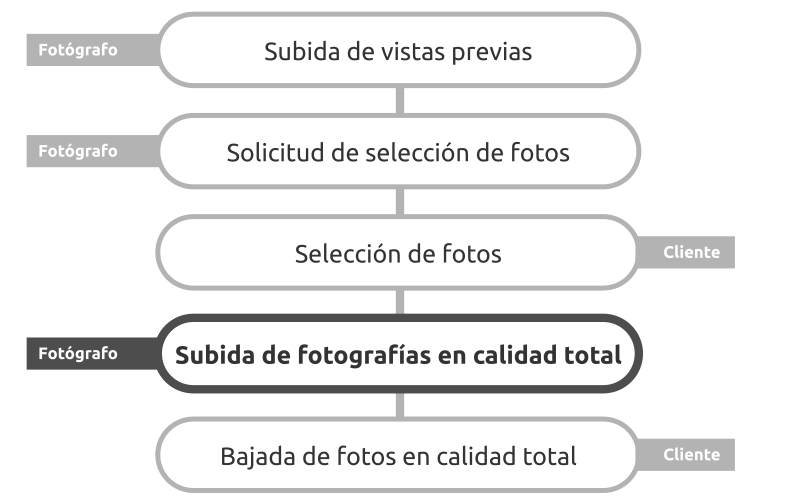 Fotógrafo
Subida de vistas previas
Fotógrafo
Solicitud de selección de fotos
Selección de fotos
Cliente
Fotógrafo
Subida de fotografías en calidad total
Bajada de fotos en calidad total
Cliente